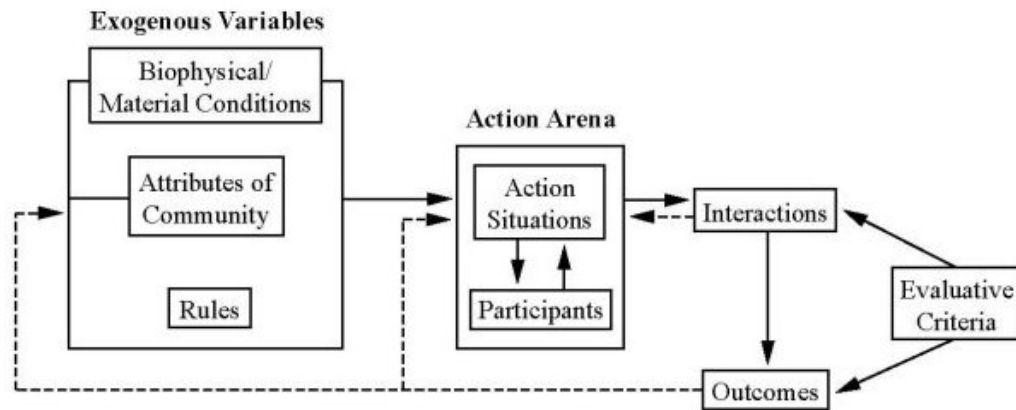 Exogenous Variables
Biophysical/
Material Conditions
Attributes of
Community
Rules
Action Arena
Action
Situations
Participants
Interactions
Outcomes
Evaluative
Criteria